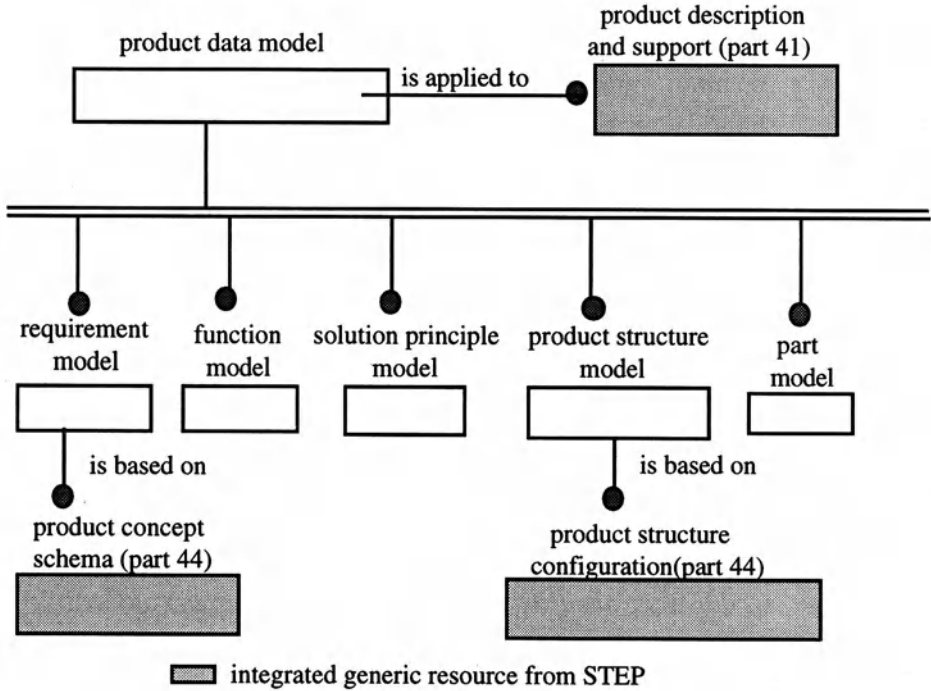 product data model
product description
and support (part 41)
is applied to
requirement
model
function
model
solution principle
model
product structure
model
part
model
is based on
is based on
product concept
schema (part 44)
product structure
configuration(part 44)
integrated generic resource from STEP